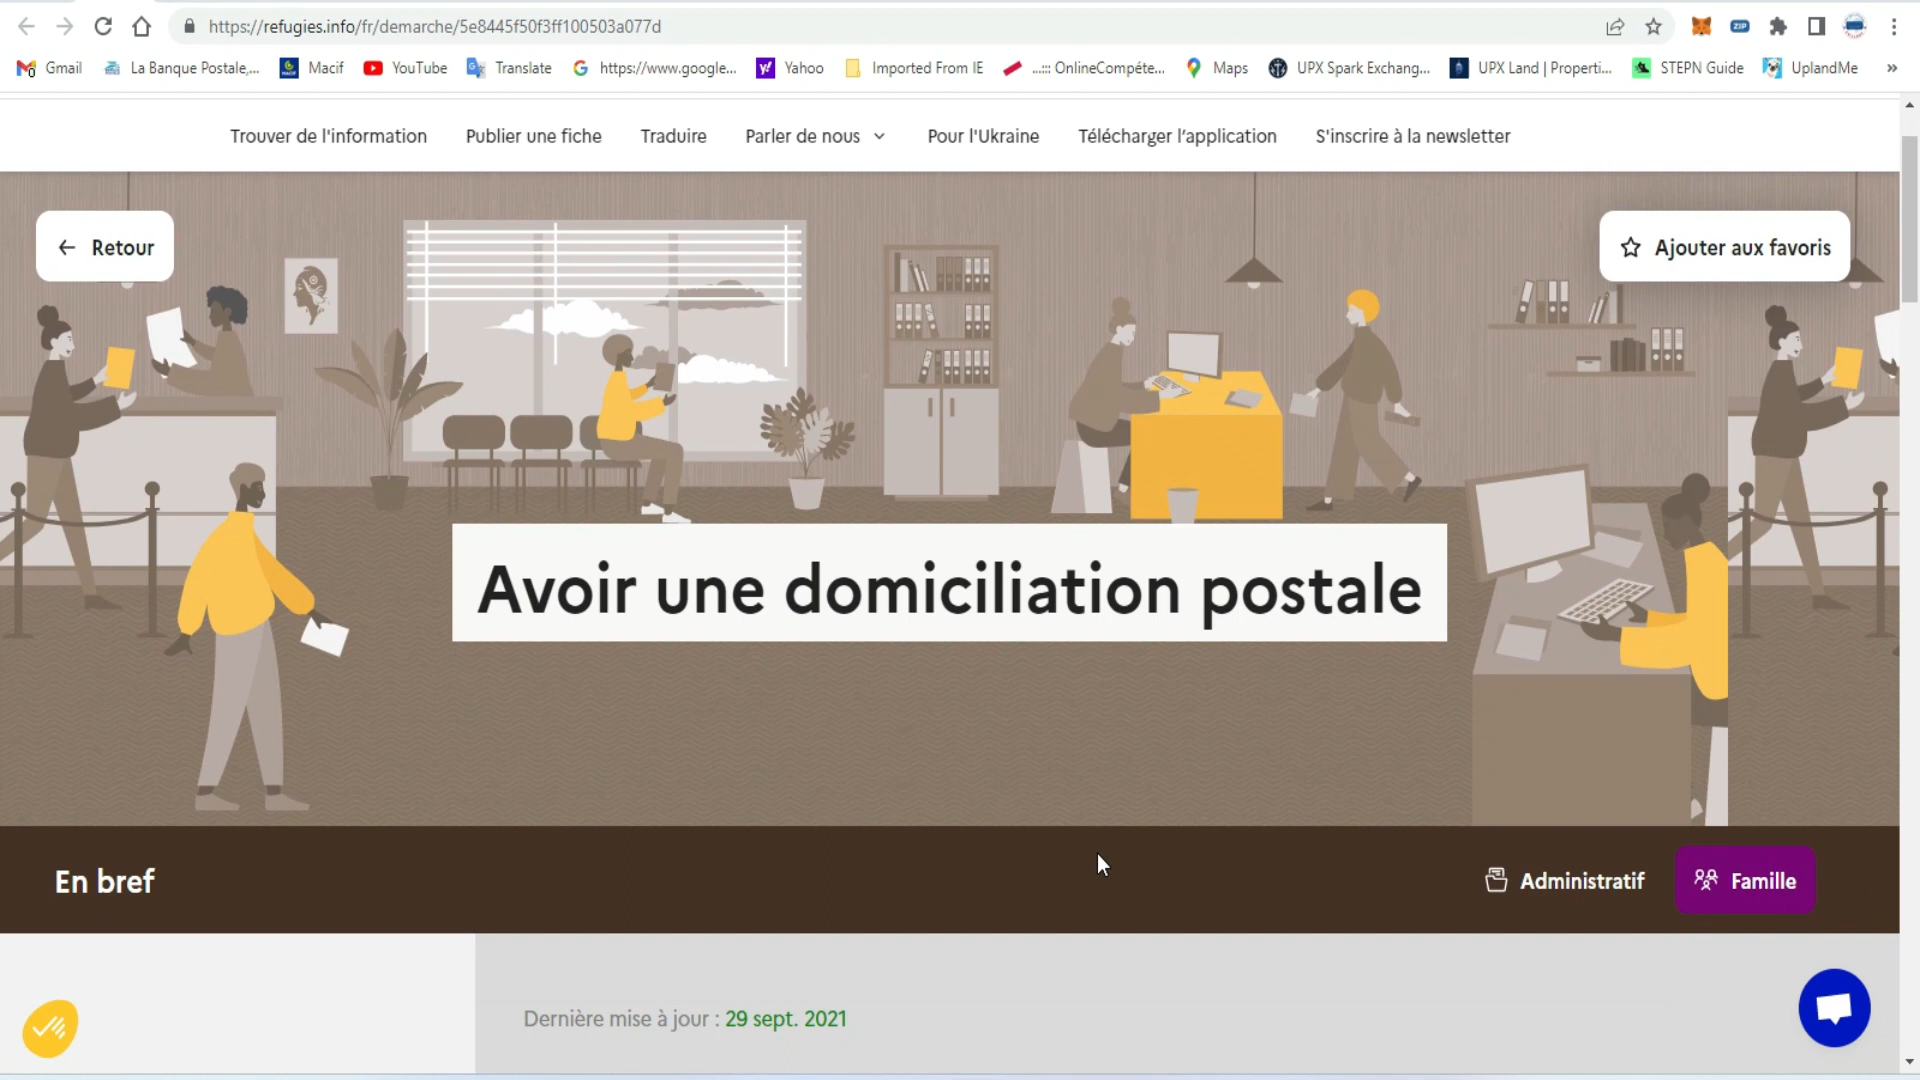 https://refugies.info/fr/demarche/5e8445f50f3ff100503a077d
ZIP
Gmail
La Banque Postale,...
Macif
YouTube
Translate
https://www.google...
Yahoo
Imported From IE
...::: OnlineCompéte...
Maps
UPX Spark Exchang...
UPX Land | Properti...
STEPN Guide
UplandMe
»
Trouver de l'information
Publier une fiche
Traduire
Parler de nous
Pour l'Ukraine
Télécharger l'application
S'inscrire à la newsletter
Retour
Ajouter aux favoris
Avoir une domiciliation postale
En bref
Administratif
Famille
Dernière mise à jour : 29 sept. 2021